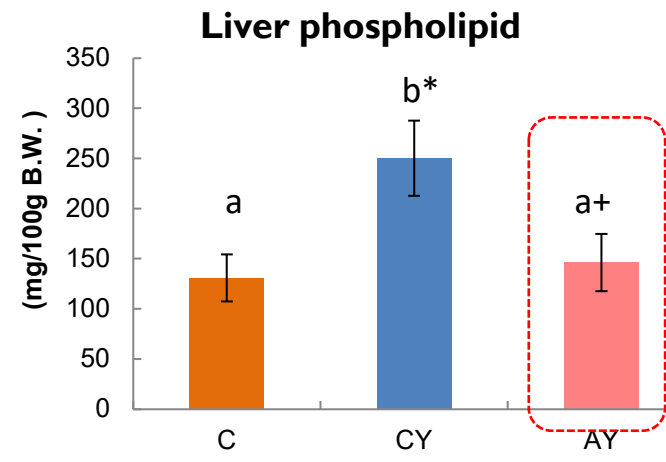 Liver phospholipid
(mg/100g B.W. )
350
300
250
200
150
100
50
0
a
b*
a+
C
CY
AY